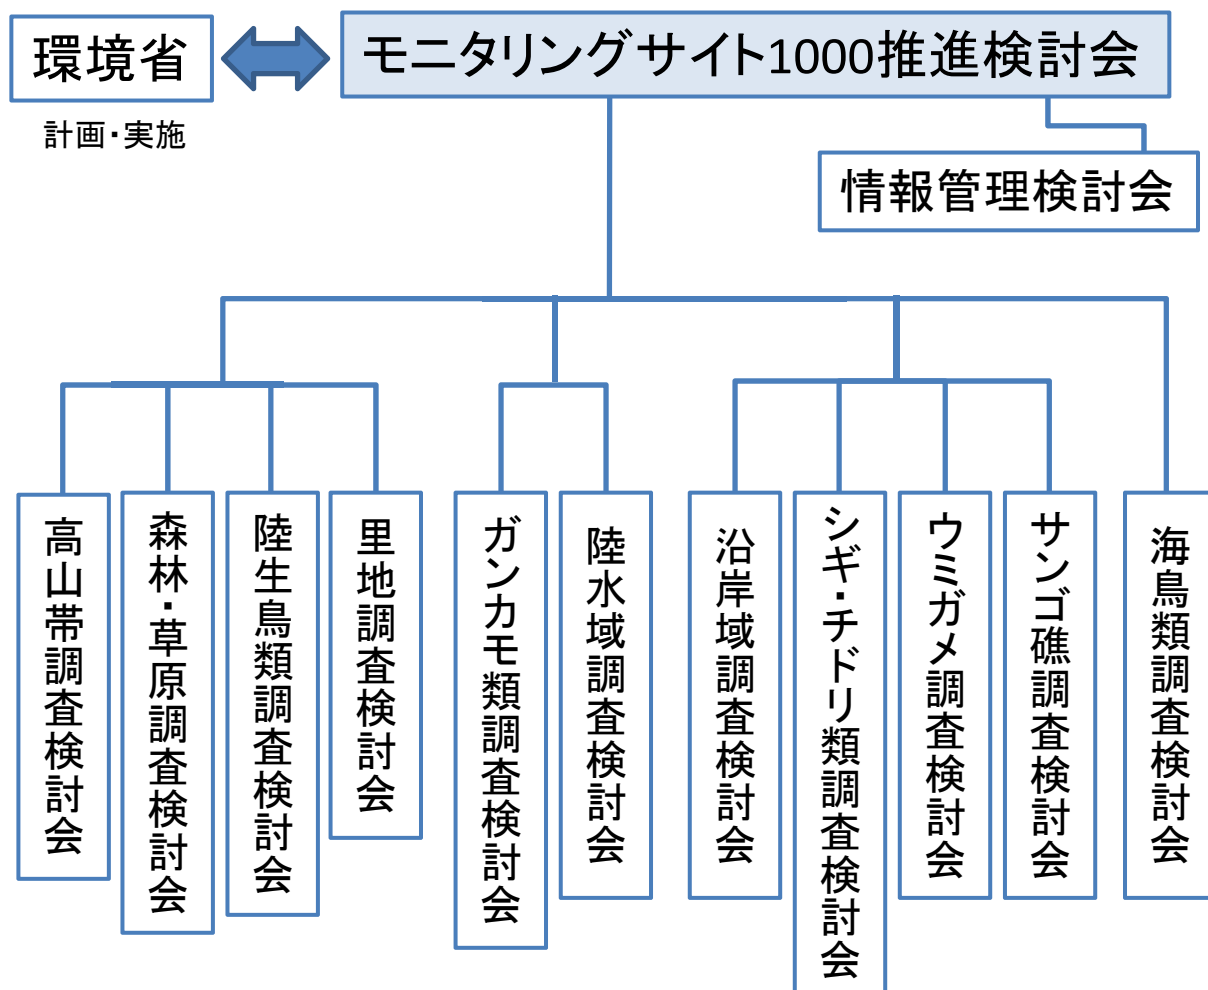 環境省
モニタリングサイト1000推進検討会
計画・実施
情報管理検討会
高山帯調査検討会
森林・草原調査検討会
陸生鳥類調査検討会
里地調査検討会
ガンカモ類調査検討会
陸水域調査検討会
沿岸域調査検討会
シギ・チドリ類調査検討会
ウミガメ調査検討会
サンゴ礁調査検討会
海鳥類調査検討会